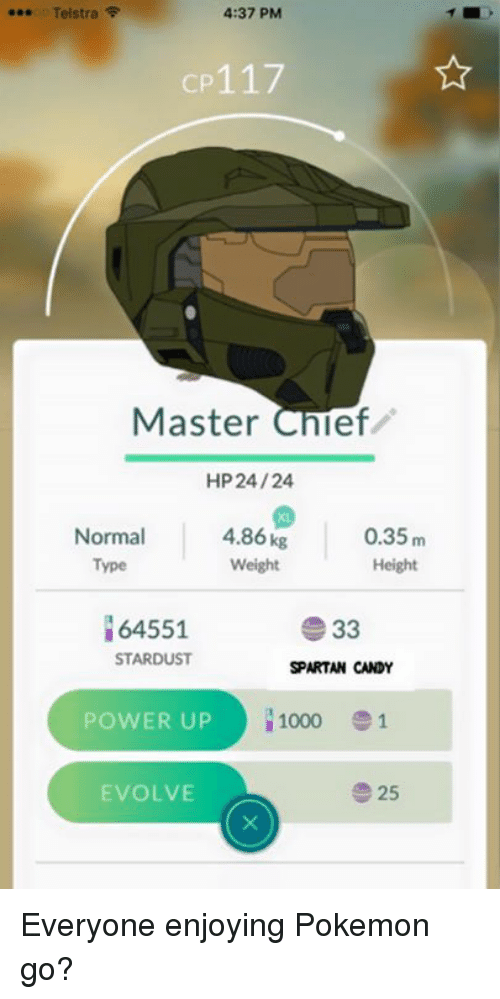 Telstra 4:37 PM
CP117
Master Chief
HP 24/24
XL
Normal 4.86 kg 0.35 m
Type Weight Height
64551 33
STARDUST SPARTAN CANDY
POWER UP 1000 1
EVOLVE 25
Everyone enjoying Pokemon
go?